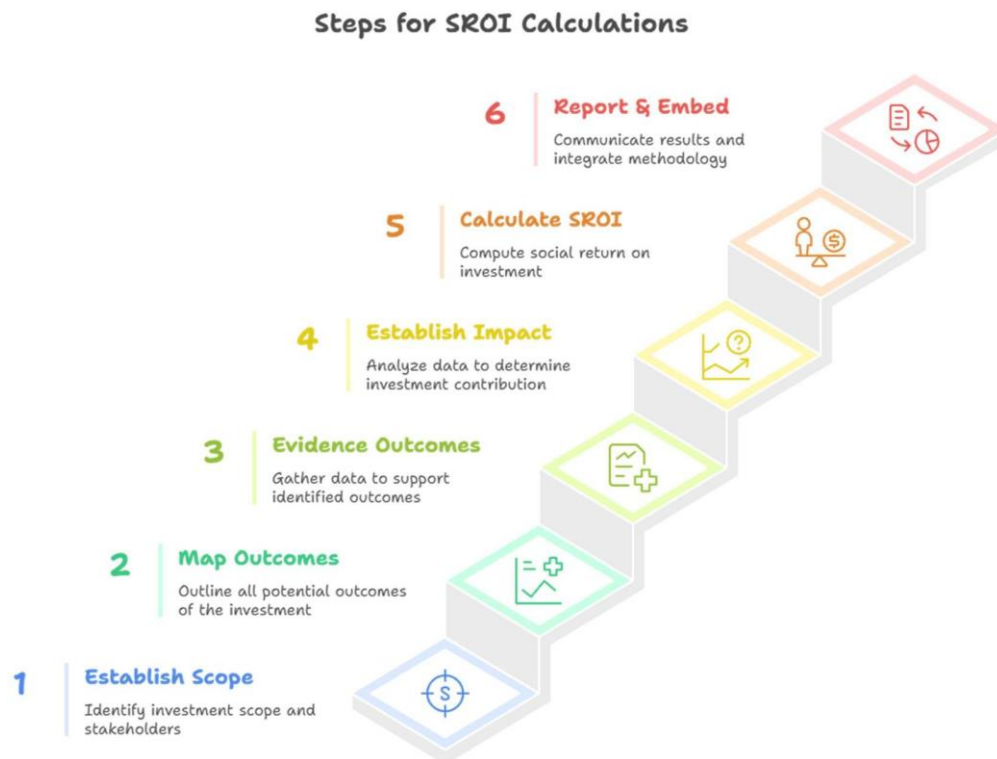 Steps for SROI Calculations
6
Report & Embed
Communicate results and
integrate methodology
5
Calculate SROI
Compute social return on
investment
$
4
Establish Impact
Analyze data to determine
investment contribution
?
3
Evidence Outcomes
Gather data to support
identified outcomes
2
Map Outcomes
Outline all potential outcomes
of the investment
1
Establish Scope
Identify investment scope and
stakeholders
S